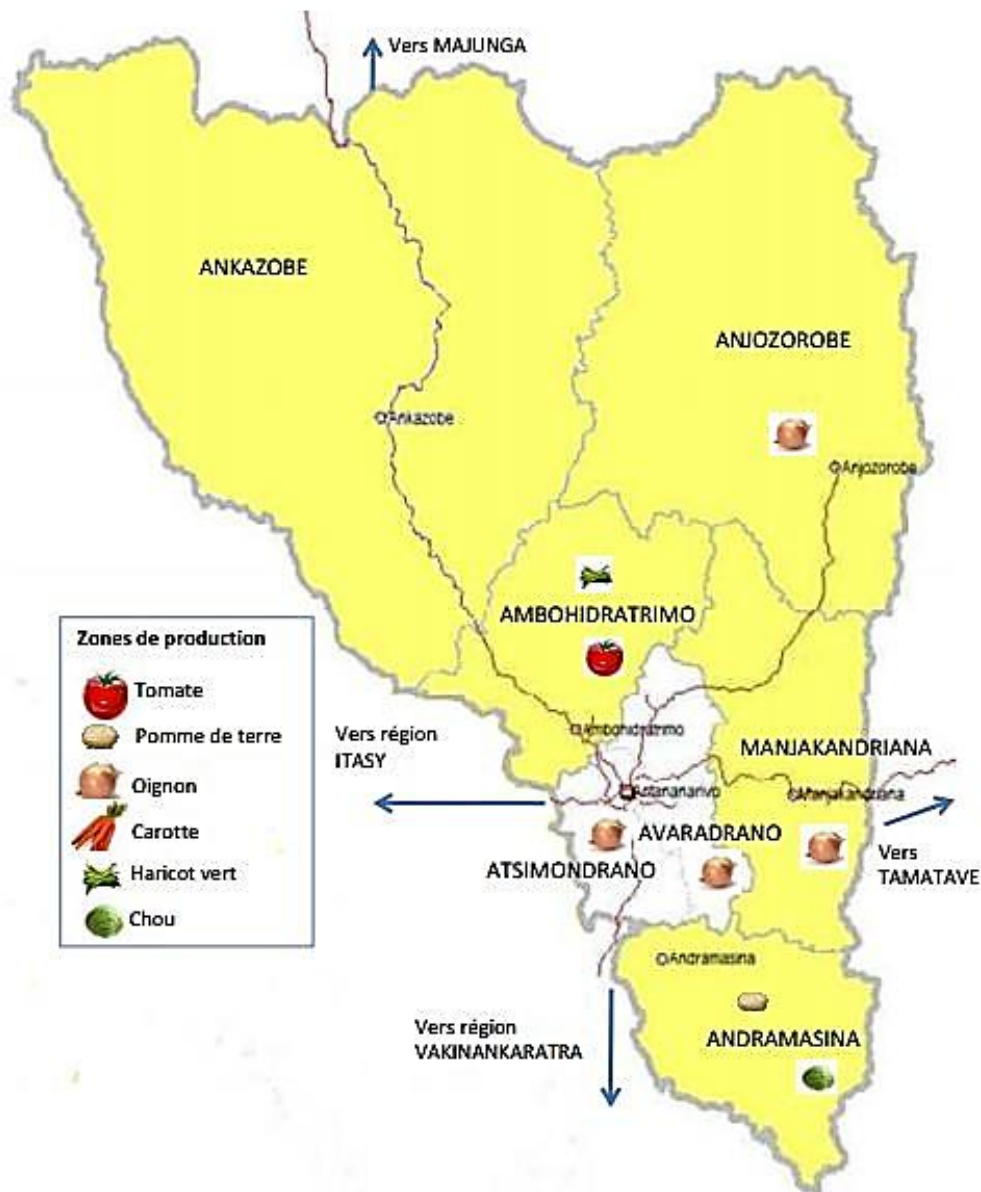 Vers MAJUNGA
ANKAZOBE
ANJOZOROBE
Ankazobe
Anjozorobe
AMBOHIDRATRIMO
Zones de production
Tomate
Pomme de terre
Oignon
Carotte
Haricot vert
Chou
Vers région
ITASY
Ambohidratrimo
MANJAKANDRIANA
Antananarivo
Manjakandriana
AVARADRANO
ATSIMONDRANO
Vers
TAMATAVE
Andramasina
Vers région
VAKINANKARATRA
ANDRAMASINA